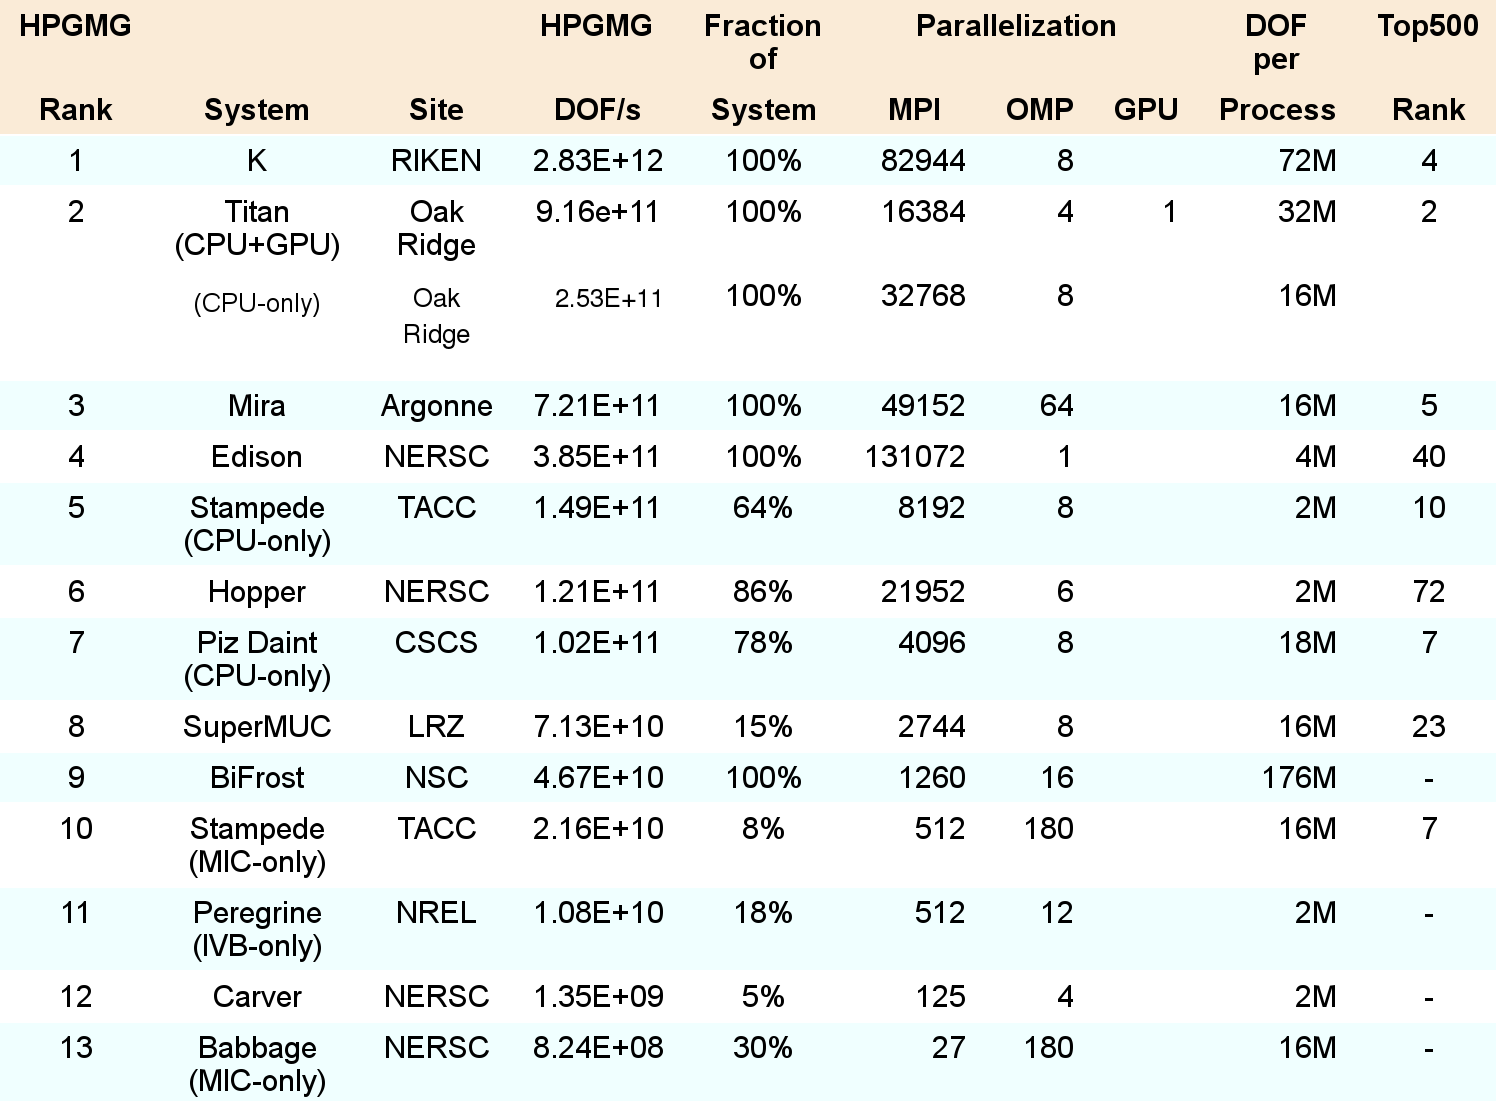 HPGMG HPGMG Fraction of Parallelization DOF per Top500
Rank System Site DOF/s System MPI OMP GPU Process Rank
1 K RIKEN 2.83E+12 100% 82944 8 72M 4
2 Titan Oak 9.16e+11 100% 16384 4 1 32M 2
(CPU+GPU) Ridge
(CPU-only) Oak 2.53E+11 100% 32768 8 16M
Ridge
3 Mira Argonne 7.21E+11 100% 49152 64 16M 5
4 Edison NERSC 3.85E+11 100% 131072 1 4M 40
5 Stampede TACC 1.49E+11 64% 8192 8 2M 10
(CPU-only)
6 Hopper NERSC 1.21E+11 86% 21952 6 2M 72
7 Piz Daint CSCS 1.02E+11 78% 4096 8 18M 7
(CPU-only)
8 SuperMUC LRZ 7.13E+10 15% 2744 8 16M 23
9 BiFrost NSC 4.67E+10 100% 1260 16 176M -
10 Stampede TACC 2.16E+10 8% 512 180 16M 7
(MIC-only)
11 Peregrine NREL 1.08E+10 18% 512 12 2M -
(IVB-only)
12 Carver NERSC 1.35E+09 5% 125 4 2M -
13 Babbage NERSC 8.24E+08 30% 27 180 16M -
(MIC-only)